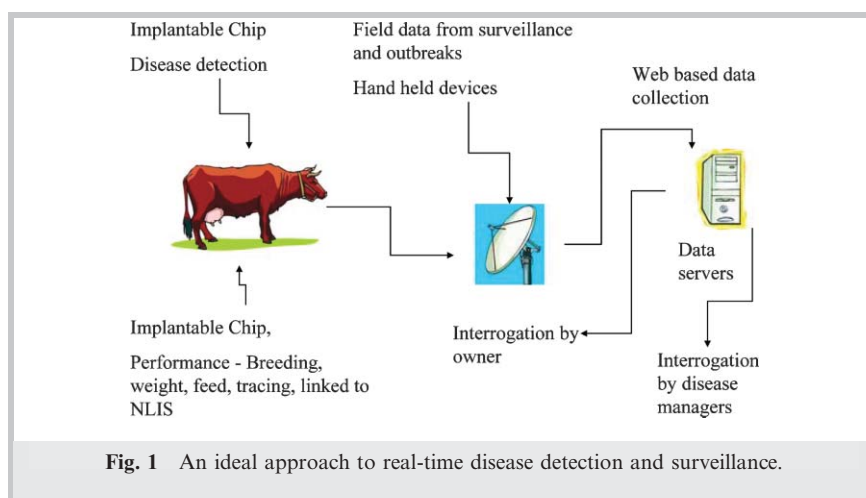 Implantable Chip
Disease detection
Field data from surveillance
and outbreaks
Hand held devices
Web based data
collection
Data
servers
Implantable Chip,
Performance - Breeding,
weight, feed, tracing, linked to
NLIS
Interrogation by
owner
Interrogation
by disease
managers
Fig. 1 An ideal approach to real-time disease detection and surveillance.